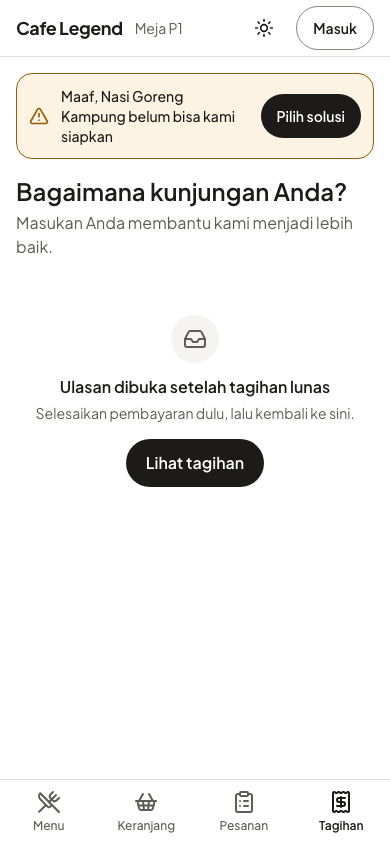 Cafe Legend Meja P1 Masuk
Maaf, Nasi Goreng
Kampung belum bisa kami
siapkan
Pilih solusi
Bagaimana kunjungan Anda?
Masukan Anda membantu kami menjadi lebih
baik.
Ulasan dibuka setelah tagihan lunas
Selesaikan pembayaran dulu, lalu kembali ke sini.
Lihat tagihan
Menu Keranjang Pesanan Tagihan